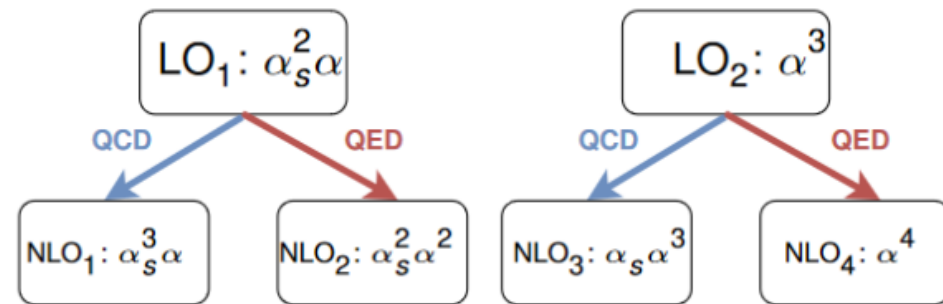 LO₁: αₛ²α LO₂: α³
QCD QED QCD QED
NLO₁: αₛ³α NLO₂: αₛ²α² NLO₃: αₛα³ NLO₄: α⁴